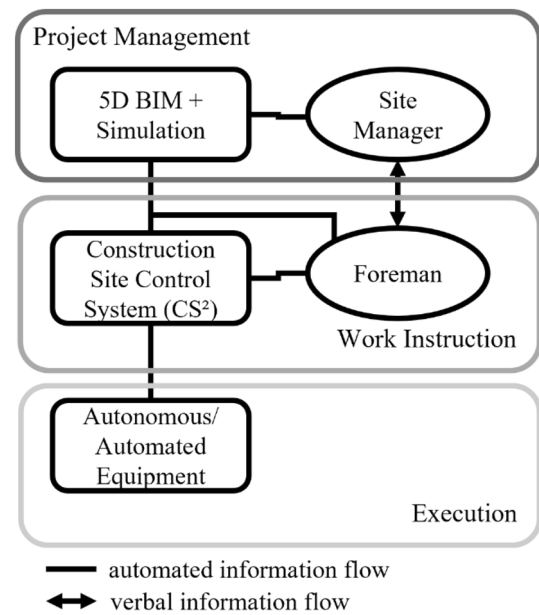 Project Management
5D BIM +
Simulation
Site
Manager
Construction
Site Control
System (CS²)
Foreman
Work Instruction
Autonomous/
Automated
Equipment
Execution
automated information flow
verbal information flow